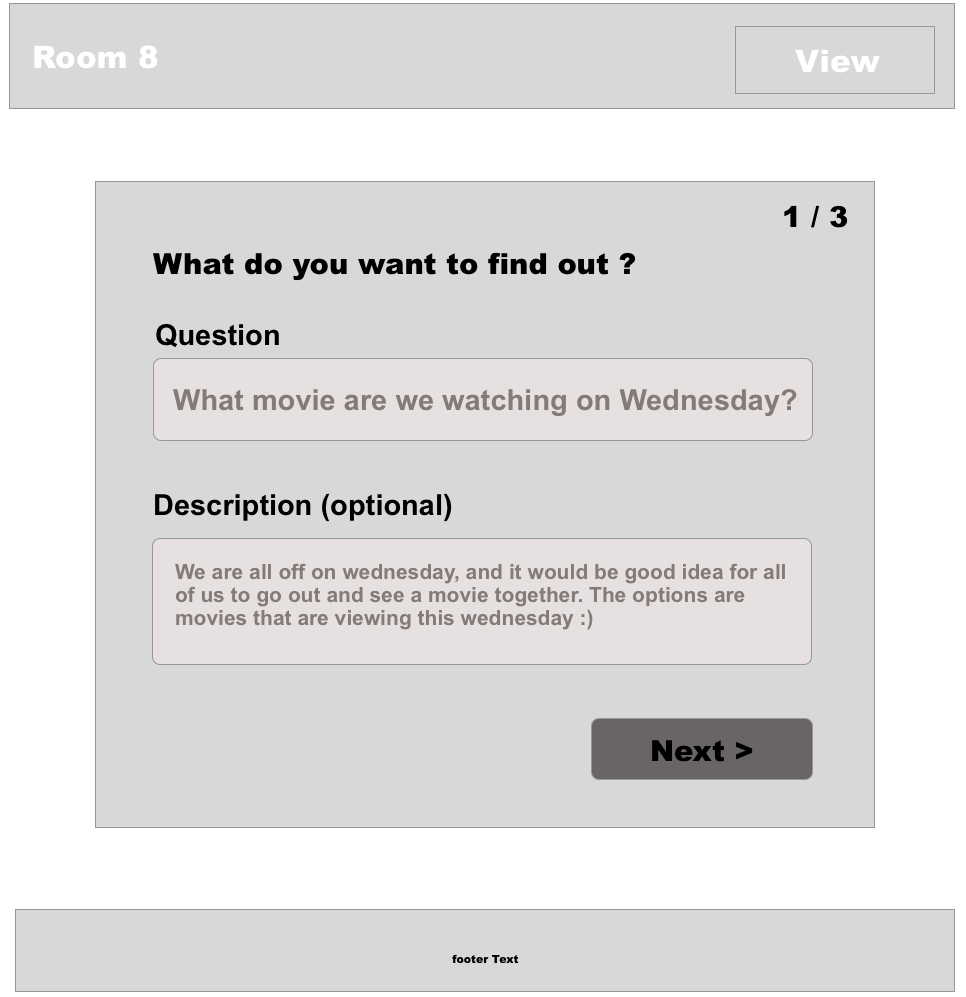 Room 8
View
1 / 3
What do you want to find out ?
Question
What movie are we watching on Wednesday?
Description (optional)
We are all off on wednesday, and it would be good idea for all
of us to go out and see a movie together. The options are
movies that are viewing this wednesday :)
Next >
footer Text